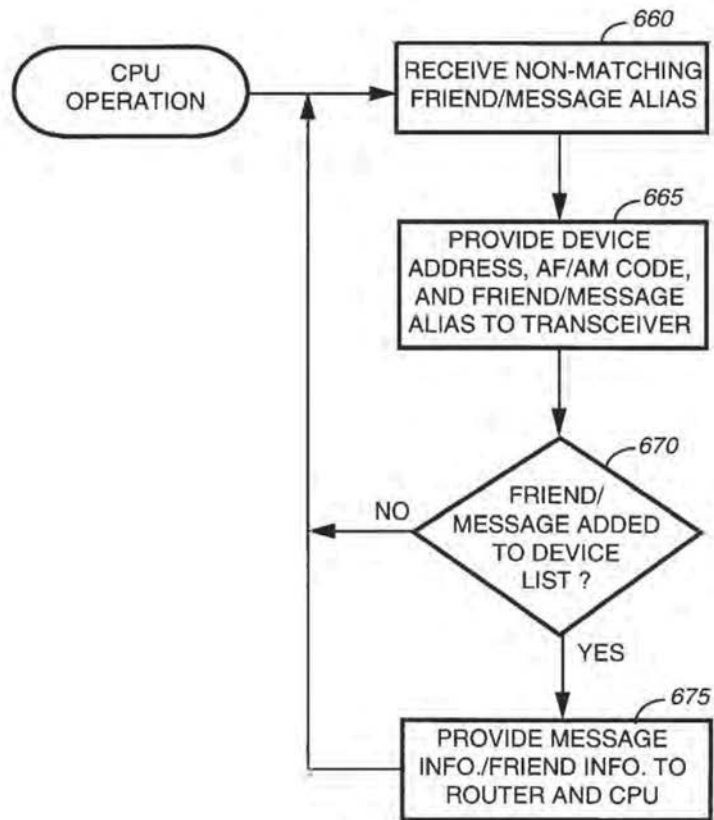 660
CPU
OPERATION
RECEIVE NON-MATCHING
FRIEND/MESSAGE ALIAS
665
PROVIDE DEVICE
ADDRESS, AF/AM CODE,
AND FRIEND/MESSAGE
ALIAS TO TRANSCEIVER
670
FRIEND/
MESSAGE ADDED
TO DEVICE
LIST ?
NO
YES
675
PROVIDE MESSAGE
INFO./FRIEND INFO. TO
ROUTER AND CPU